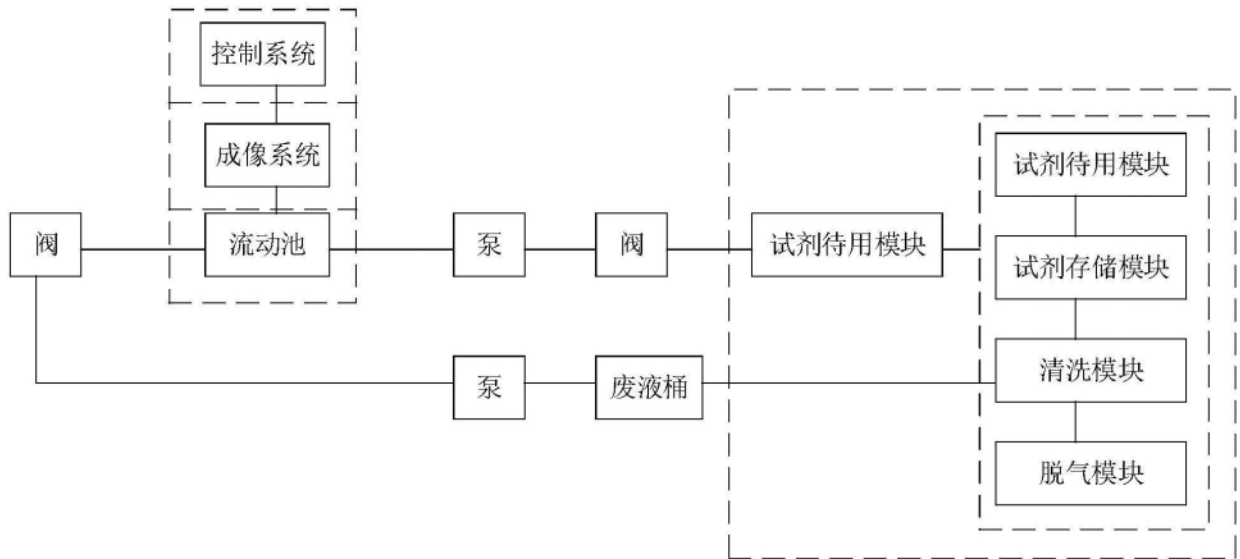 控制系统
成像系统
试剂待用模块
阀
流动池
泵
阀
试剂待用模块
试剂存储模块
泵
废液桶
清洗模块
脱气模块